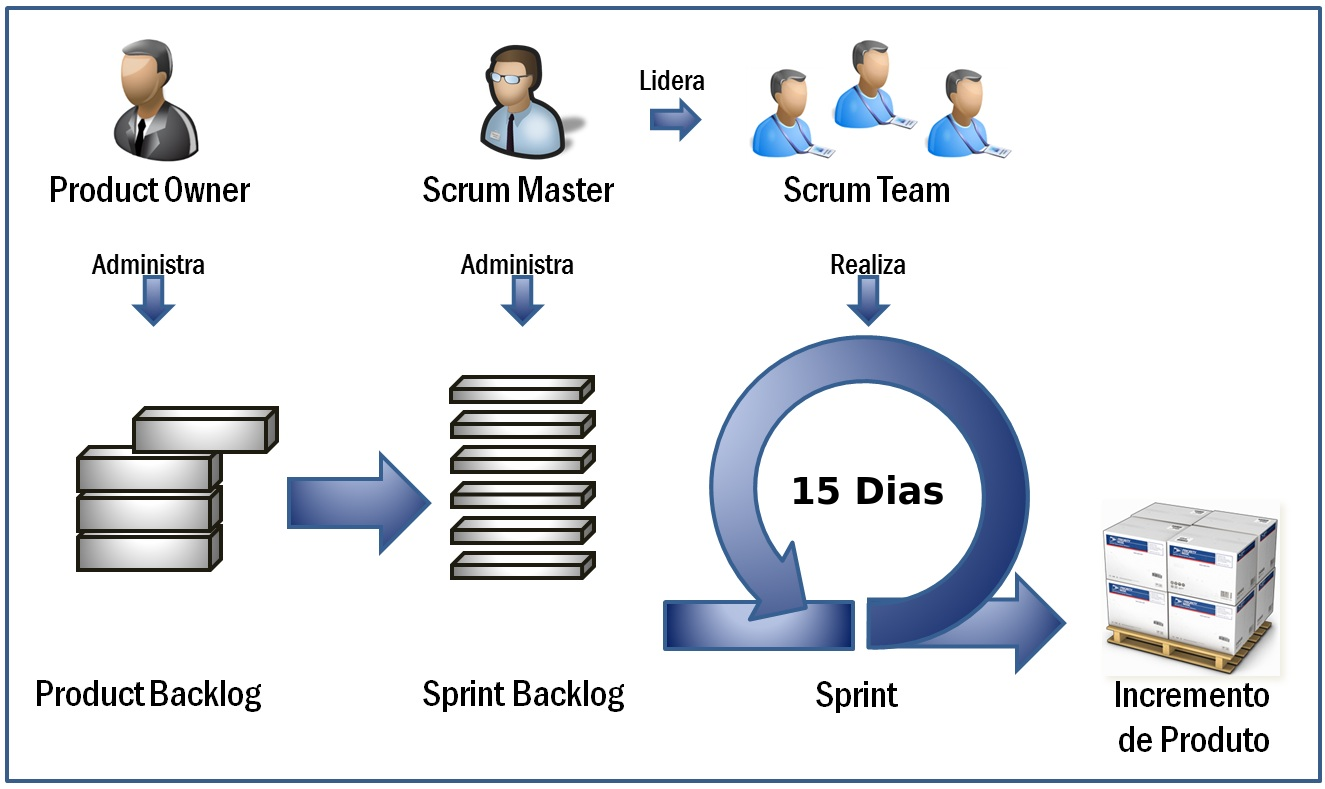 Lidera
Product Owner
Scrum Master
Scrum Team
Administra
Administra
Realiza
15 Dias
Product Backlog
Sprint Backlog
Sprint
Incremento
de Produto